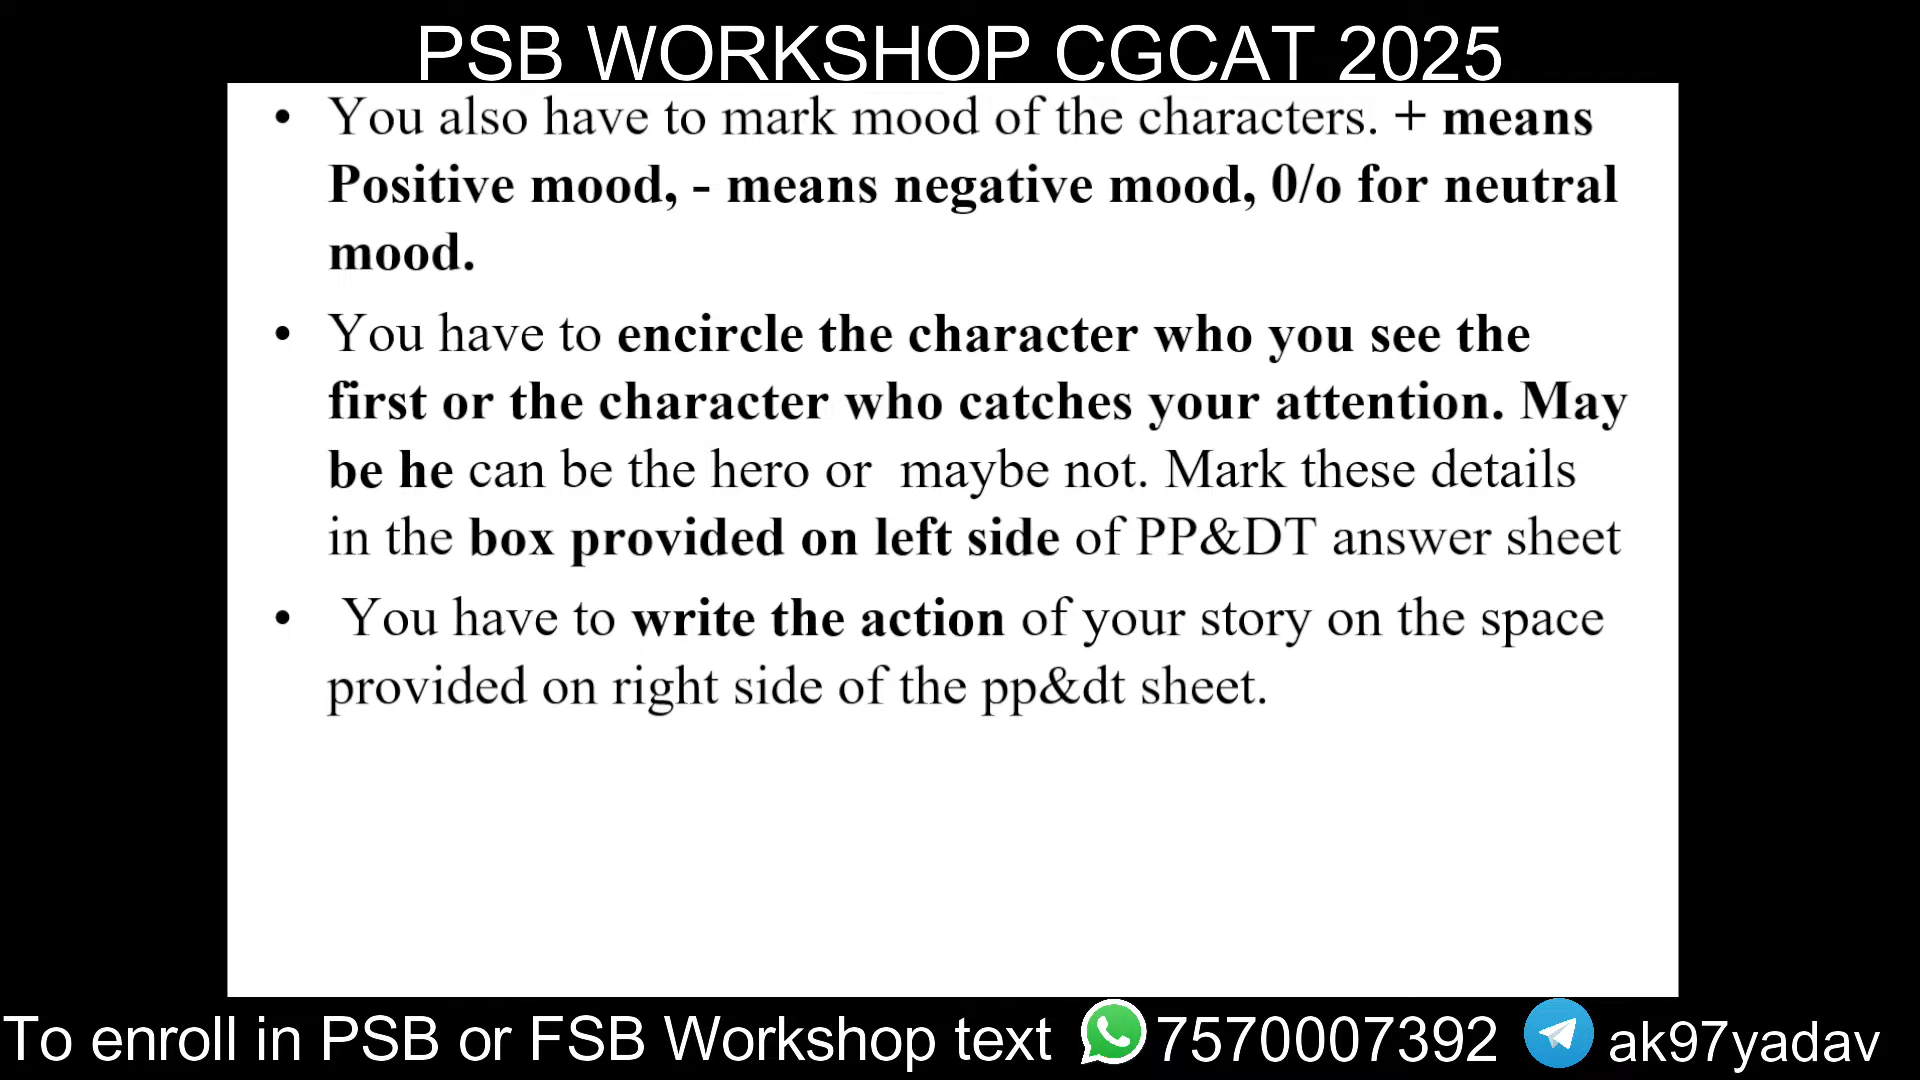 PSB WORKSHOP CGCAT 2025
• You also have to mark mood of the characters. + means
Positive mood, - means negative mood, 0/o for neutral
mood.
• You have to encircle the character who you see the
first or the character who catches your attention. May
be he can be the hero or maybe not. Mark these details
in the box provided on left side of PP&DT answer sheet
• You have to write the action of your story on the space
provided on right side of the pp&dt sheet.
To enroll in PSB or FSB Workshop text 7570007392 ak97yadav